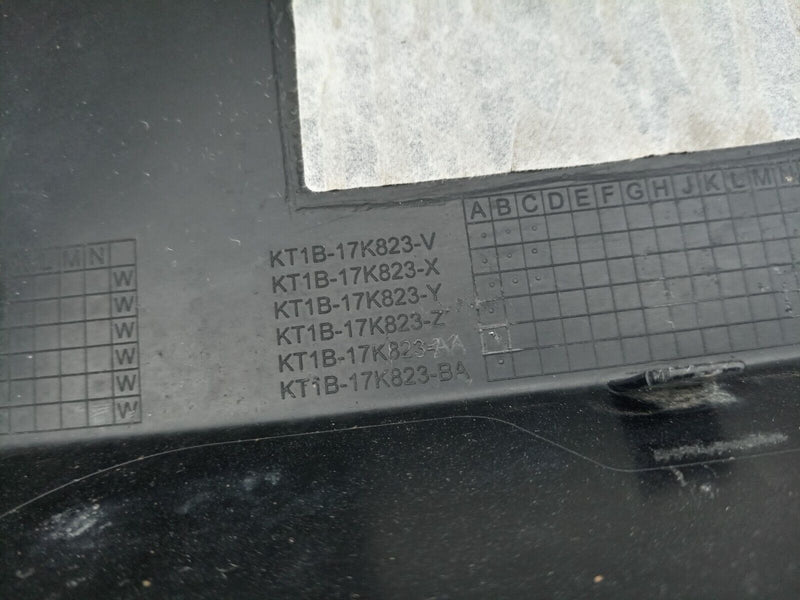 L M N
W
W
W
W
W
W
KT1B-17K823-V
KT1B-17K823-X
KT1B-17K823-Y
KT1B-17K823-Z
KT1B-17K823-AA
KT1B-17K823-BA
A B C D E F G H J K L M N